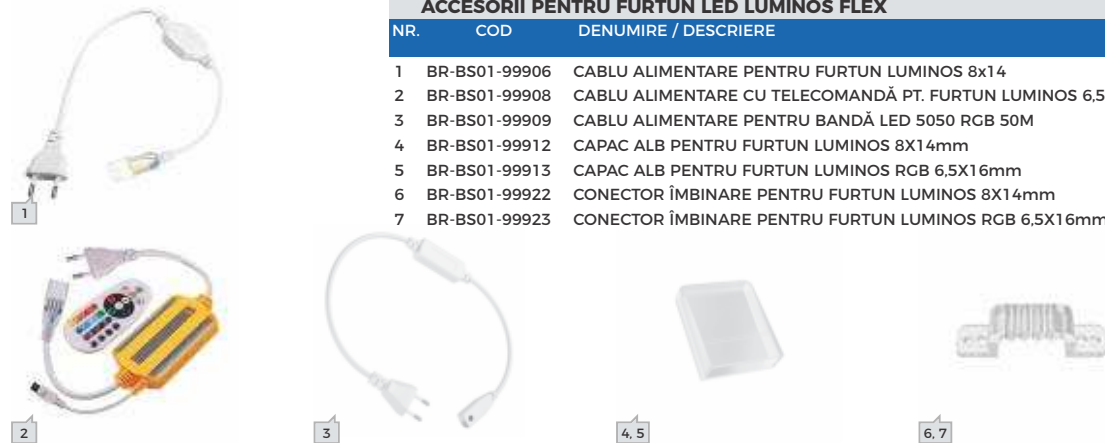 ACCESORII PENTRU FURTUN LED LUMINOS FLEX
NR. COD DENUMIRE / DESCRIERE
1 BR-BS01-99906 CABLU ALIMENTARE PENTRU FURTUN LUMINOS 8x14
2 BR-BS01-99908 CABLU ALIMENTARE CU TELECOMANDĂ PT. FURTUN LUMINOS 6,5
3 BR-BS01-99909 CABLU ALIMENTARE PENTRU BANDĂ LED 5050 RGB 50M
4 BR-BS01-99912 CAPAC ALB PENTRU FURTUN LUMINOS 8X14mm
5 BR-BS01-99913 CAPAC ALB PENTRU FURTUN LUMINOS RGB 6,5X16mm
6 BR-BS01-99922 CONECTOR ÎMBINARE PENTRU FURTUN LUMINOS 8X14mm
7 BR-BS01-99923 CONECTOR ÎMBINARE PENTRU FURTUN LUMINOS RGB 6,5X16mm
1
2
3
4, 5
6, 7